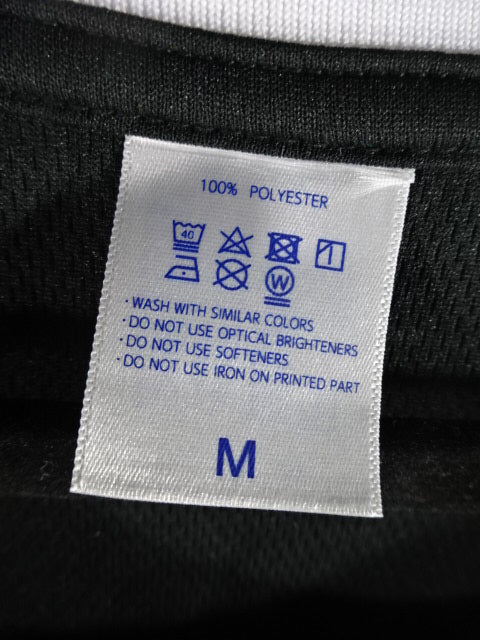 100% POLYESTER
40
W
· WASH WITH SIMILAR COLORS
· DO NOT USE OPTICAL BRIGHTENERS
· DO NOT USE SOFTENERS
· DO NOT USE IRON ON PRINTED PART
M